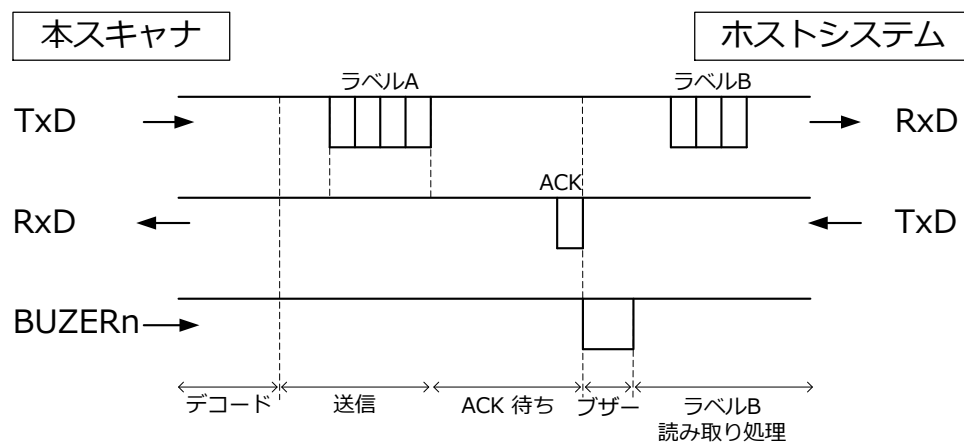 本スキャナ
ホストシステム
ラベルA
ラベルB
TxD
RxD
ACK
RxD
TxD
BUZERn
デコード
送信
ACK 待ち
ブザー
ラベルB
読み取り処理